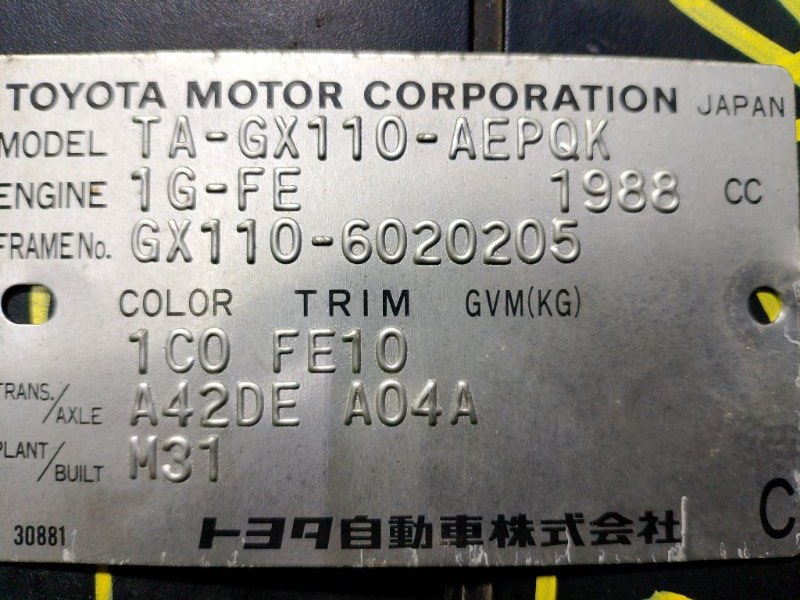 TOYOTA MOTOR CORPORATION JAPAN
MODEL TA-GX110-AEPQK
ENGINE 1G-FE 1988 CC
FRAME No. GX110-6020205
COLOR TRIM GVM(KG)
1C0 FE10
TRANS./AXLE A42DE A04A
PLANT/BUILT M31
30881 トヨタ自動車株式会社 C